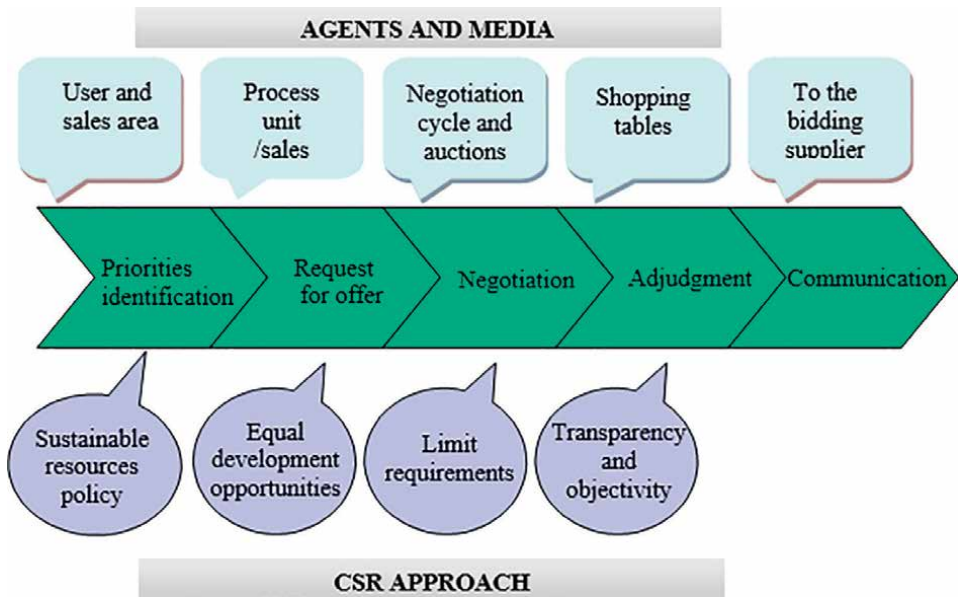 AGENTS AND MEDIA
User and
sales area
Process
unit
/sales
Negotiation
cycle and
auctions
Shopping
tables
To the
bidding
supplier
Priorities
identification
Request
for offer
Negotiation
Adjudgment
Communication
Sustainable
resources
policy
Equal
development
opportunities
Limit
requirements
Transparency
and
objectivity
CSR APPROACH